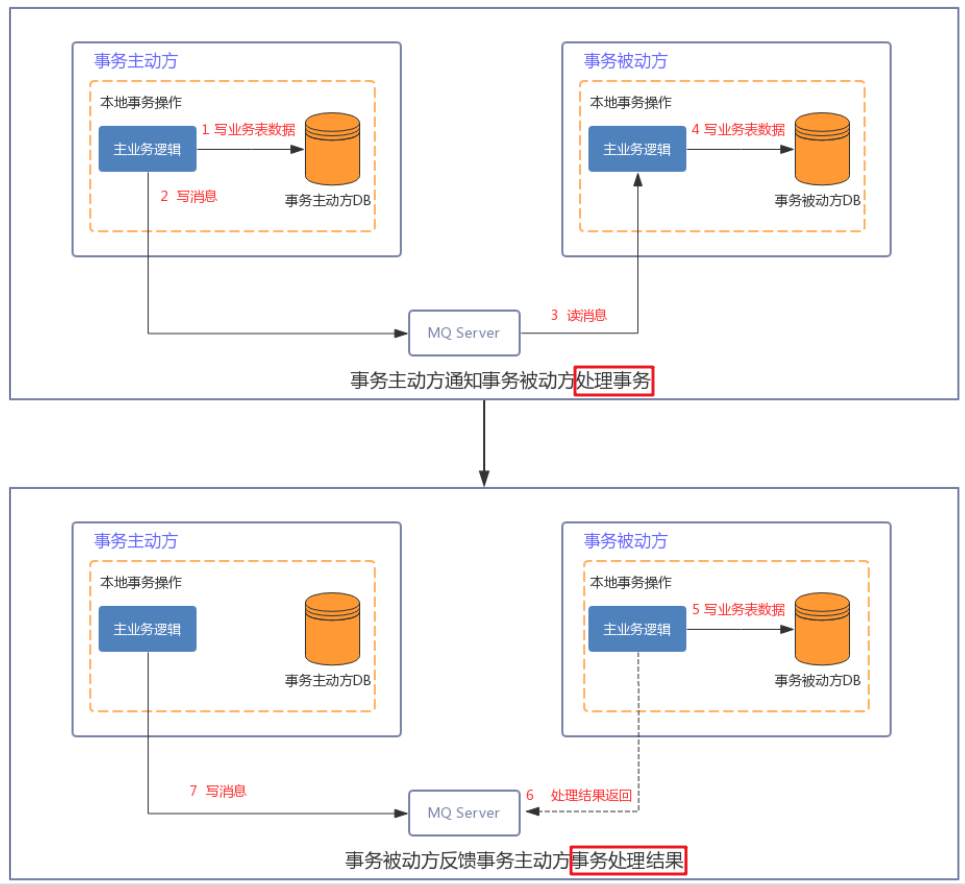 事务主动方
事务被动方
本地事务操作
本地事务操作
1 写业务表数据
4 写业务表数据
主业务逻辑
主业务逻辑
2 写消息
事务主动方DB
事务被动方DB
3 读消息
MQ Server
事务主动方通知事务被动方处理事务
事务主动方
事务被动方
本地事务操作
本地事务操作
5 写业务表数据
主业务逻辑
主业务逻辑
事务主动方DB
事务被动方DB
7 写消息
6 处理结果返回
MQ Server
事务被动方反馈事务主动方事务处理结果